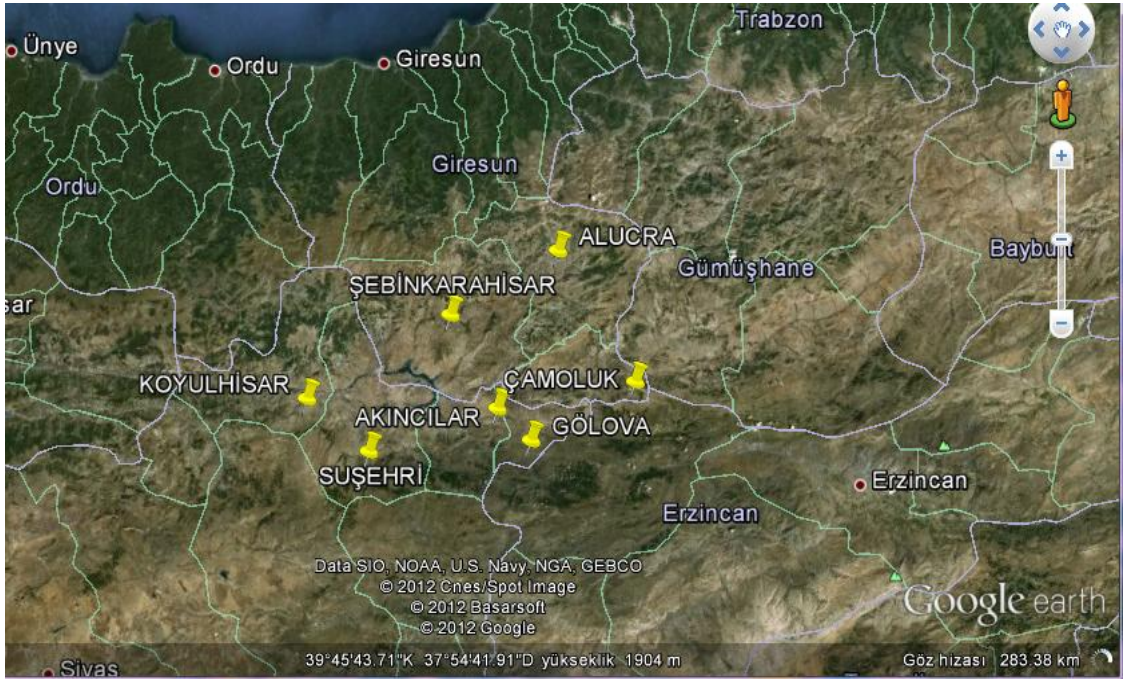 Trabzon
Ünye
Ordu
Giresun
Giresun
Ordu
ALUCRA
Gümüşhane
Bayburt
ŞEBİNKARAHİSAR
sar
KOYULHİSAR
ÇAMOLUK
AKINCILAR
GÖLOVA
SUŞEHRİ
Erzincan
Erzincan
Data SIO, NOAA, U.S. Navy, NGA, GEBCO
© 2012 Cnes/Spot Image
© 2012 Basarsoft
© 2012 Google
Google earth
Sivas
39°45'43.71"K 37°54'41.91"D yükseklik 1904 m
Göz hizası 283.38 km